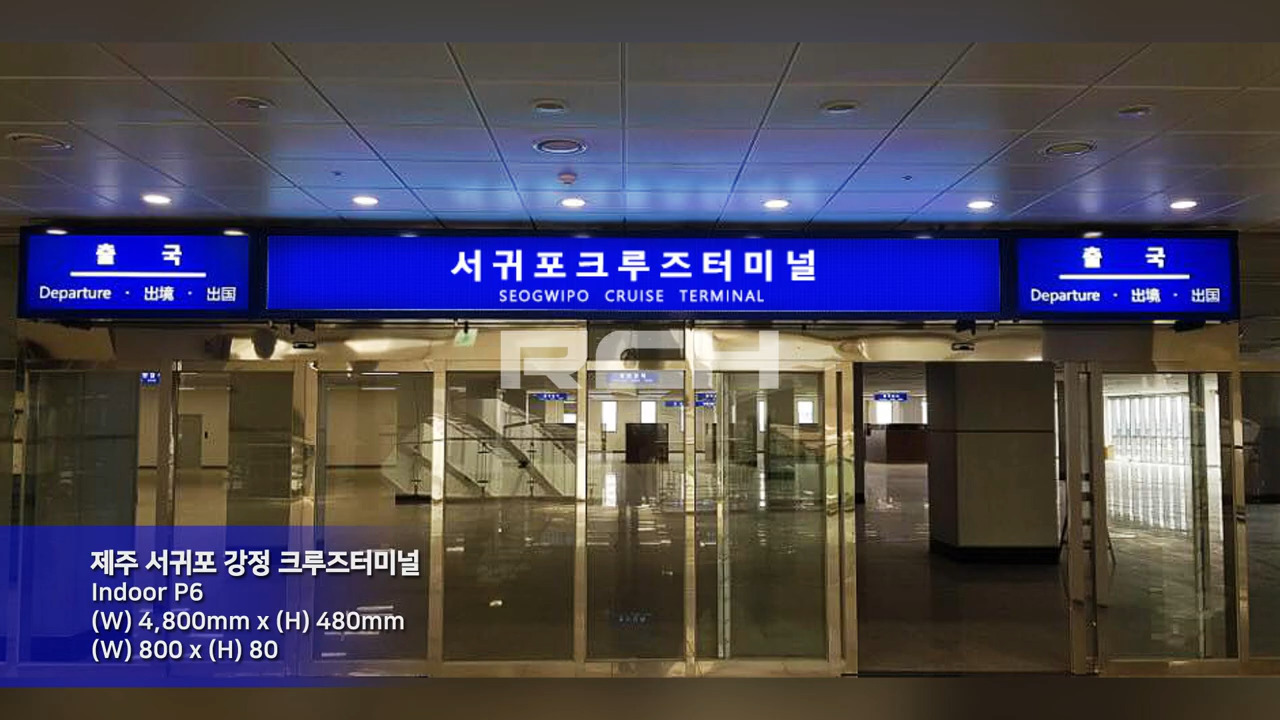 출 국
Departure · 出境 · 出国
서귀포크루즈터미널
SEOGWIPO CRUISE TERMINAL
출 국
Departure · 出境 · 出国
RCH
제주 서귀포 강정 크루즈터미널
Indoor P6
(W) 4,800mm x (H) 480mm
(W) 800 x (H) 80